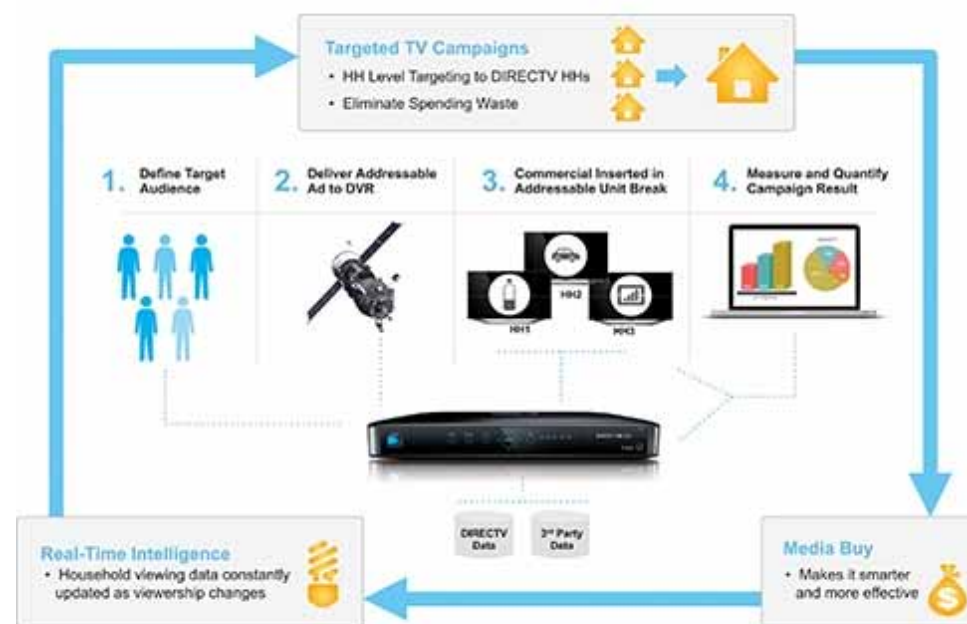 Targeted TV Campaigns
• HH Level Targeting to DIRECTV HHs
• Eliminate Spending Waste
1. Define Target
Audience
2. Deliver Addressable
Ad to DVR
3. Commercial Inserted in
Addressable Unit Break
4. Measure and Quantify
Campaign Result
HH1
HH2
HH3
DIRECTV
Data
3rd Party
Data
Real-Time Intelligence
• Household viewing data constantly
updated as viewership changes
Media Buy
• Makes it smarter
and more effective
$